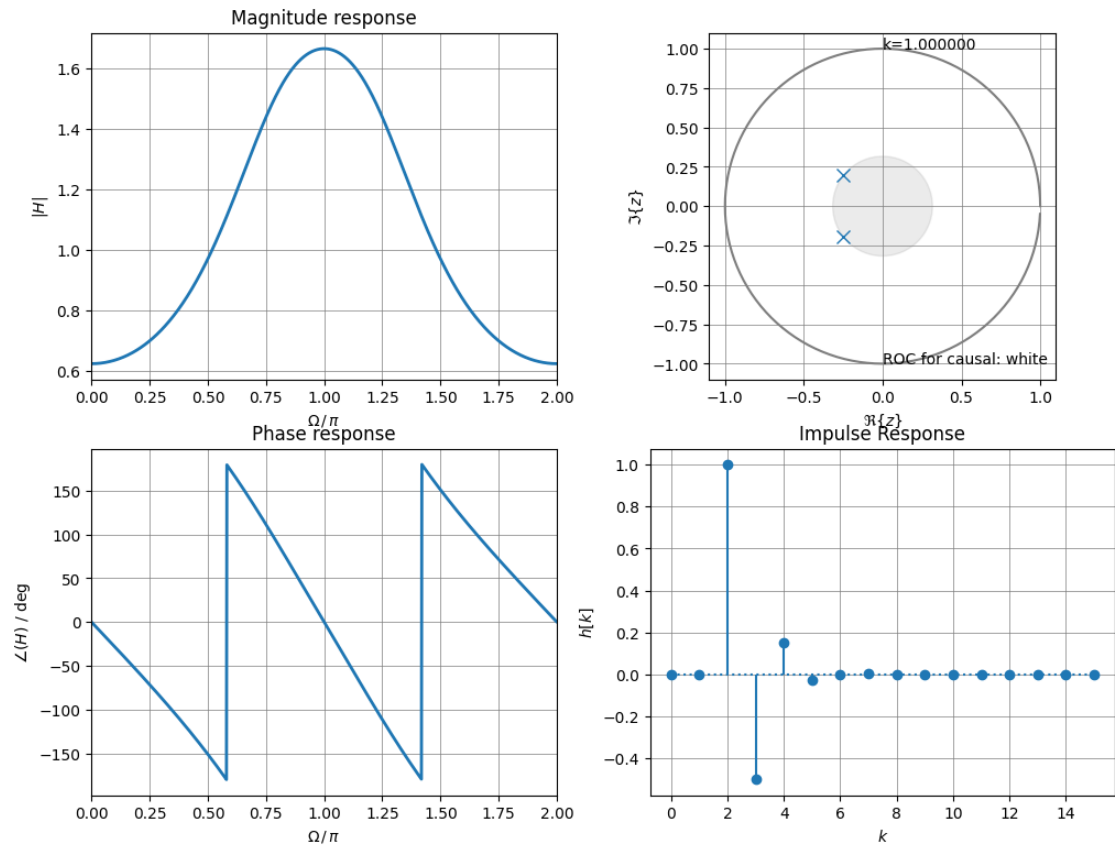 Magnitude response
|H|
1.6
1.4
1.2
1.0
0.8
0.6
0.00 0.25 0.50 0.75 1.00 1.25 1.50 1.75 2.00
Ω/π
k=1.000000
ℑ{z}
1.00
0.75
0.50
0.25
0.00
−0.25
−0.50
−0.75
−1.00
ROC for causal: white
−1.0 −0.5 0.0 0.5 1.0
ℜ{z}
Phase response
∠(H) / deg
150
100
50
0
−50
−100
−150
0.00 0.25 0.50 0.75 1.00 1.25 1.50 1.75 2.00
Ω/π
Impulse Response
h[k]
1.0
0.8
0.6
0.4
0.2
0.0
−0.2
−0.4
0 2 4 6 8 10 12 14
k